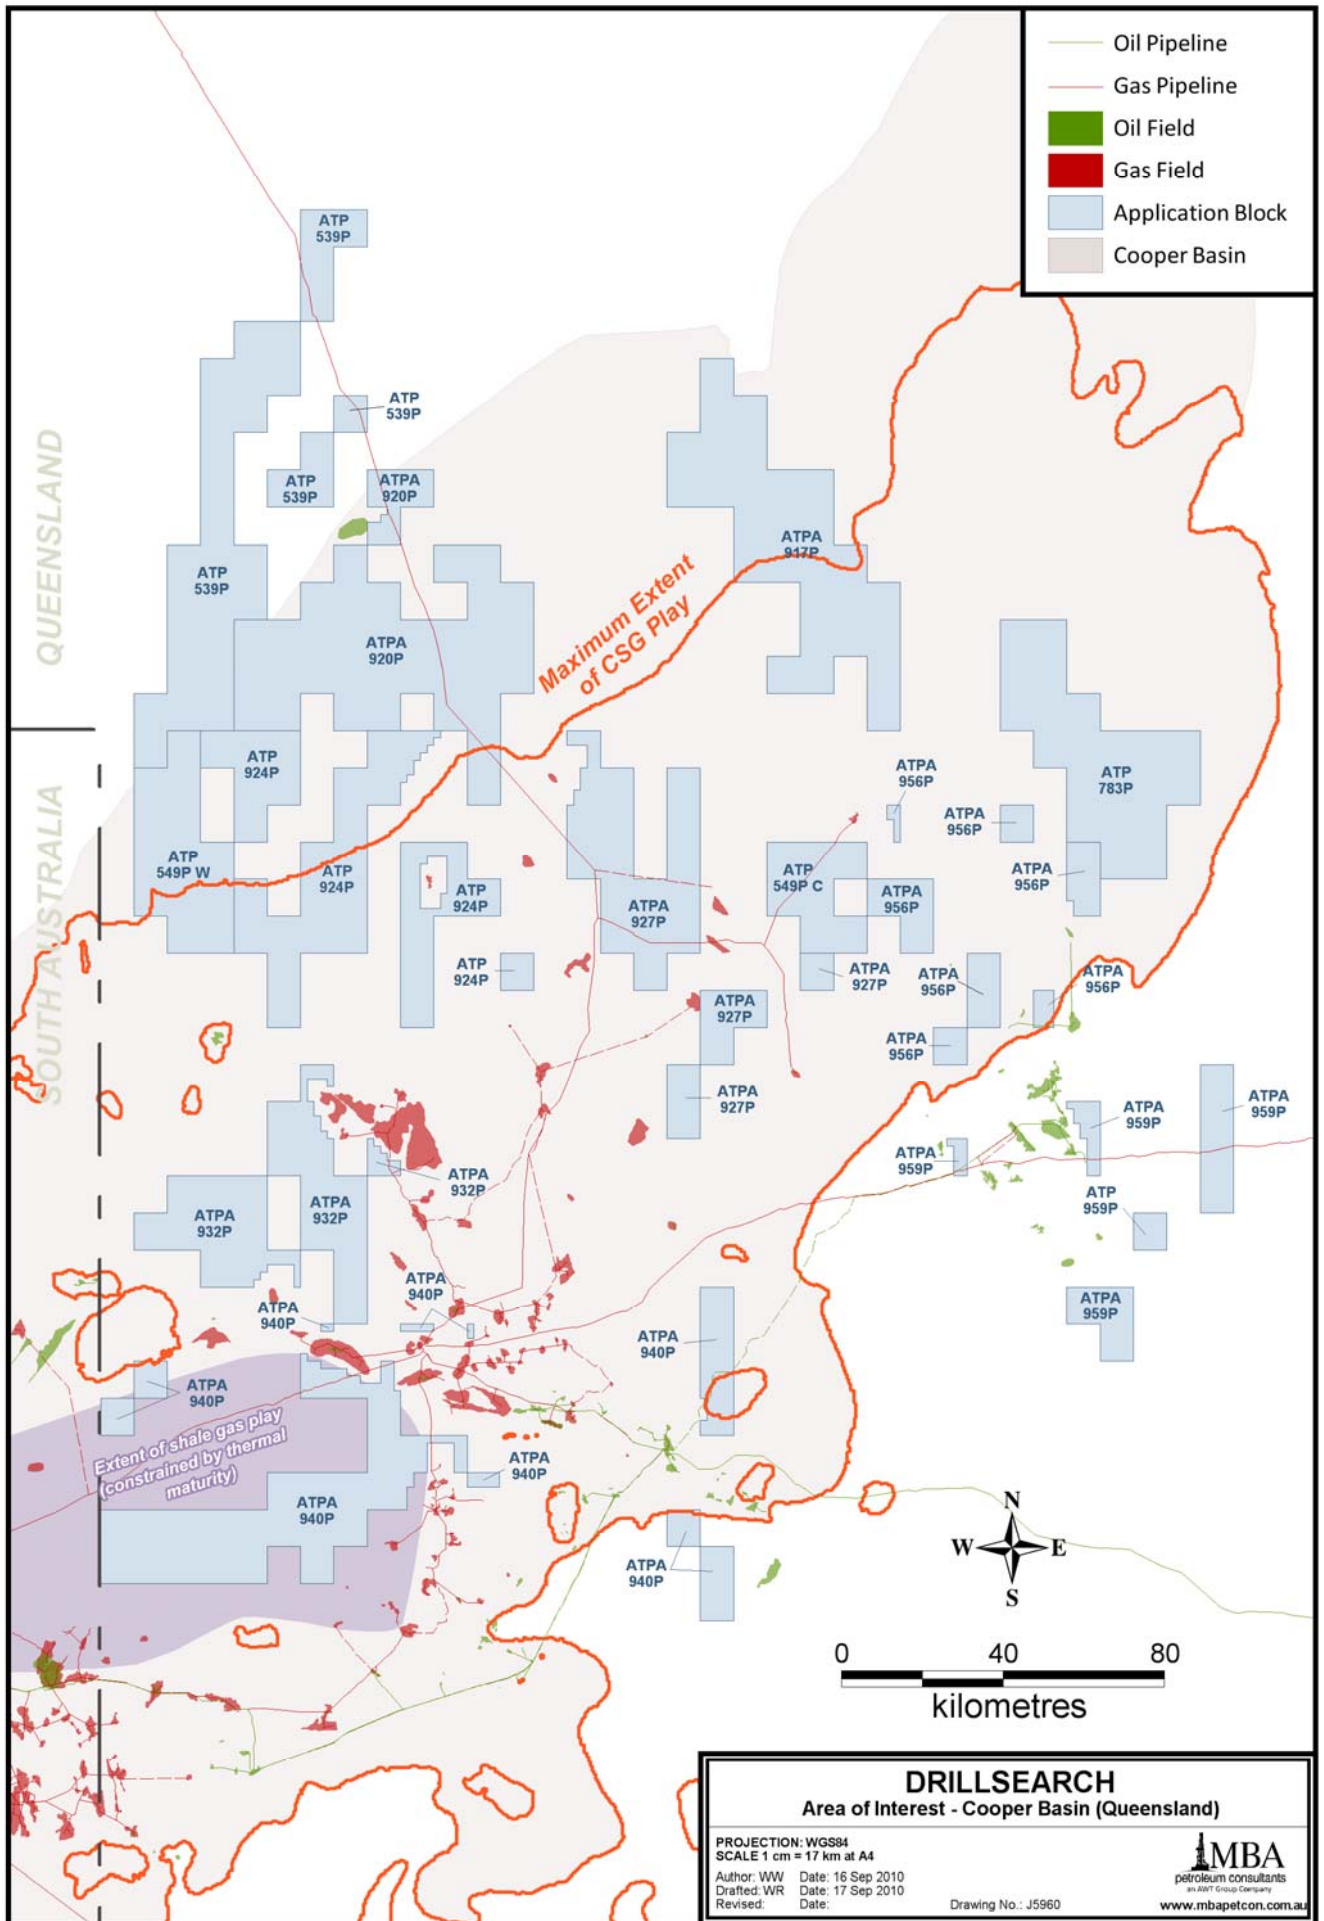 Oil Pipeline
Gas Pipeline
Oil Field
Gas Field
Application Block
Cooper Basin
ATP
539P
ATP
539P
ATP
539P
ATPA
920P
QUEENSLAND
ATPA
917P
ATP
539P
Maximum Extent
of CSG Play
ATPA
920P
ATP
924P
ATPA
956P
ATP
783P
ATPA
956P
SOUTH AUSTRALIA
ATP
549P W
ATP
924P
ATP
924P
ATP
549P C
ATPA
956P
ATPA
956P
ATPA
927P
ATP
924P
ATPA
927P
ATPA
956P
ATPA
956P
ATPA
927P
ATPA
956P
ATPA
927P
ATPA
959P
ATPA
959P
ATPA
959P
ATPA
932P
ATPA
932P
ATPA
932P
ATP
959P
ATPA
940P
ATPA
940P
ATPA
959P
ATPA
940P
ATPA
940P
Extent of shale gas play
(constrained by thermal
maturity)
ATPA
940P
ATPA
940P
ATPA
940P
N
W E
S
0 40 80
kilometres
DRILLSEARCH
Area of Interest - Cooper Basin (Queensland)
PROJECTION: WGS84
SCALE 1 cm = 17 km at A4
Author: WW Date: 16 Sep 2010
Drafted: WR Date: 17 Sep 2010
Revised: Date:
Drawing No.: J5960
MBA
petroleum consultants
an AWT Group Company
www.mbapetcon.com.au